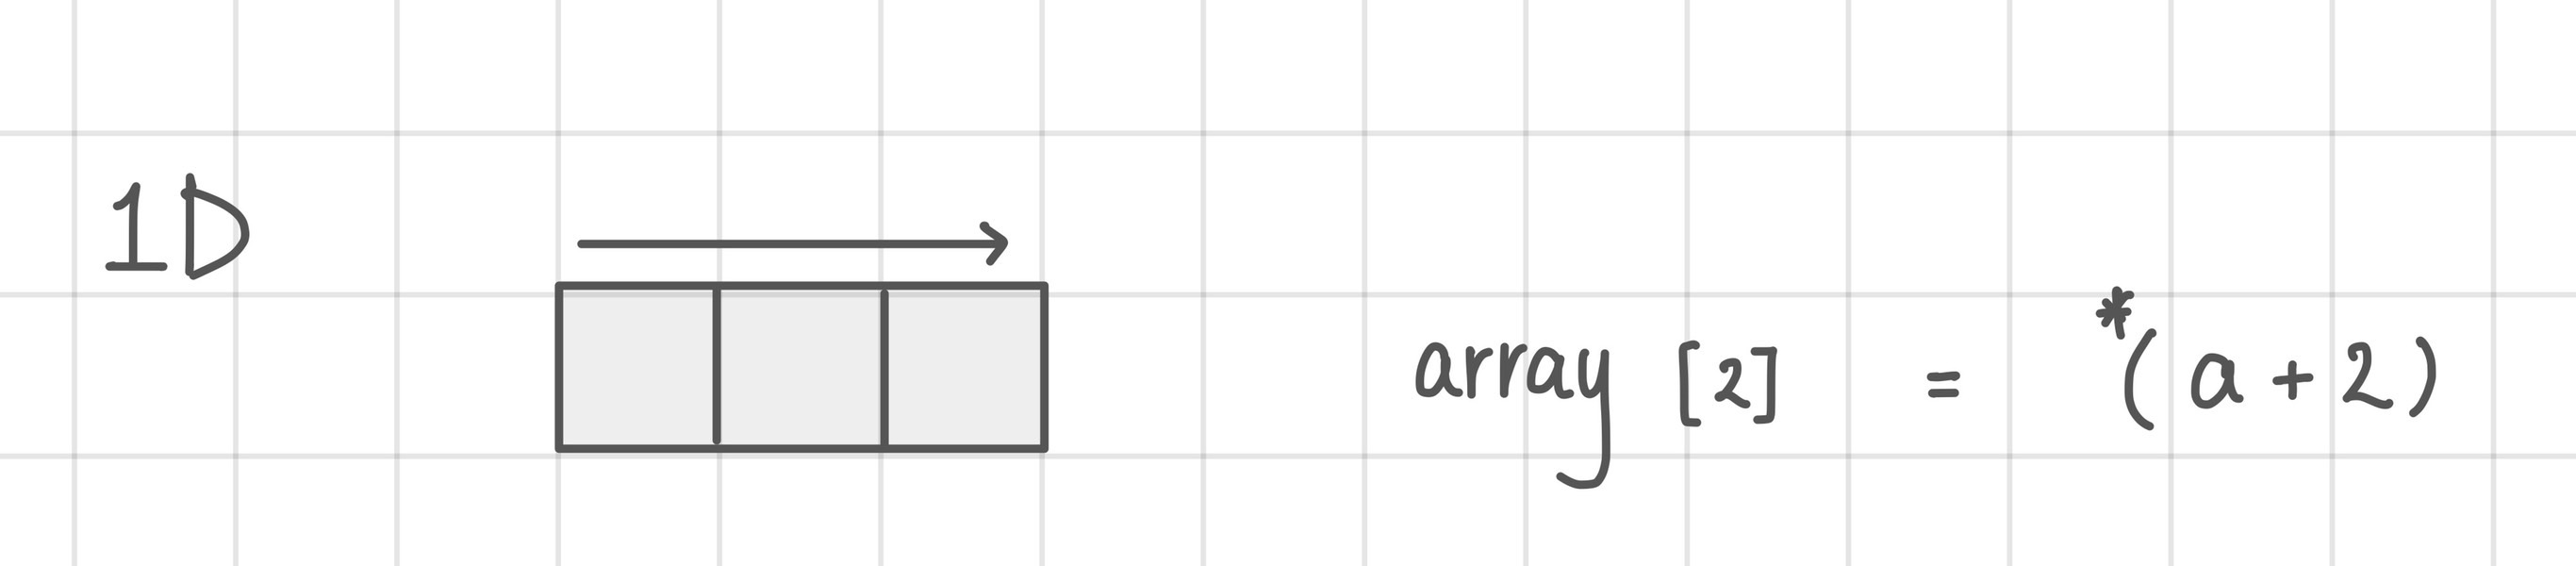 1D
array [2] = *(a+2)